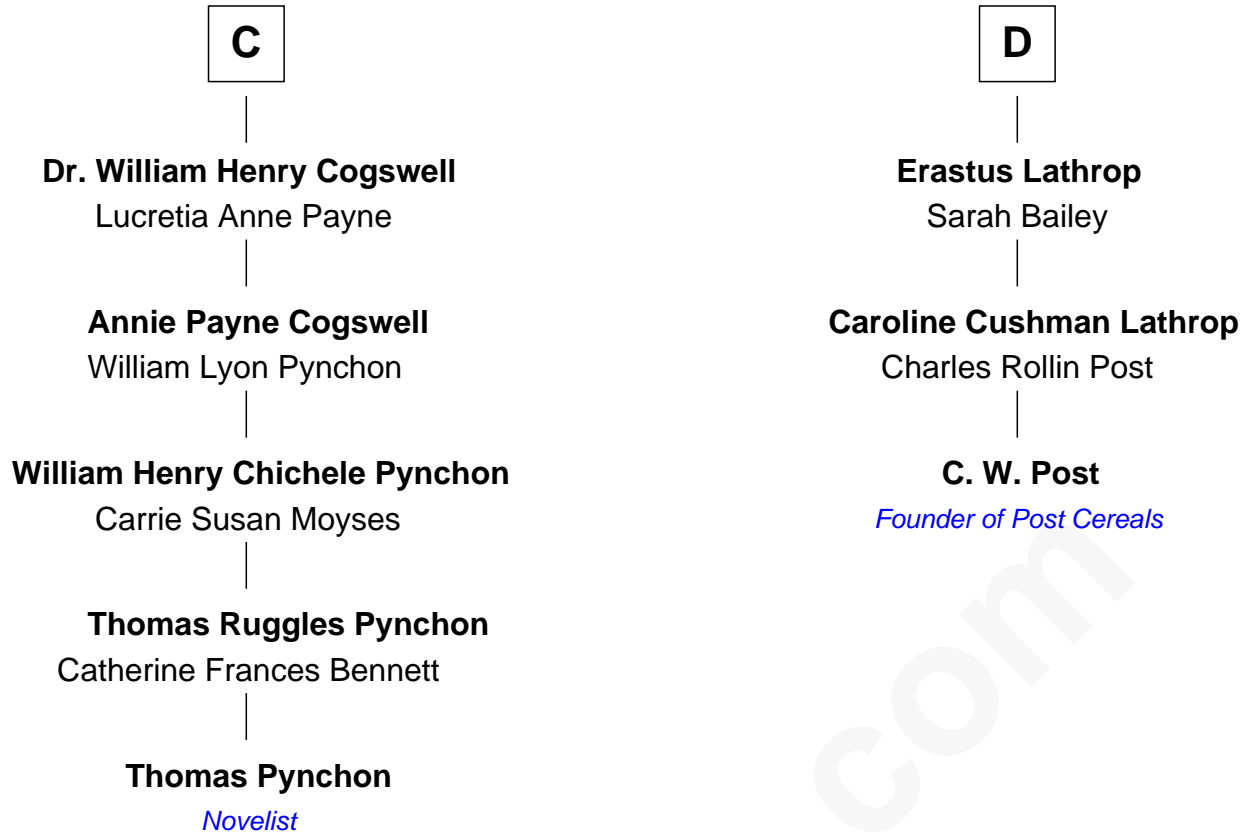 C
Dr. William Henry Cogswell
Lucretia Anne Payne
Annie Payne Cogswell
William Lyon Pynchon
William Henry Chichele Pynchon
Carrie Susan Moyses
Thomas Ruggles Pynchon
Catherine Frances Bennett
Thomas Pynchon
Novelist
D
Erastus Lathrop
Sarah Bailey
Caroline Cushman Lathrop
Charles Rollin Post
C. W. Post
Founder of Post Cereals
com